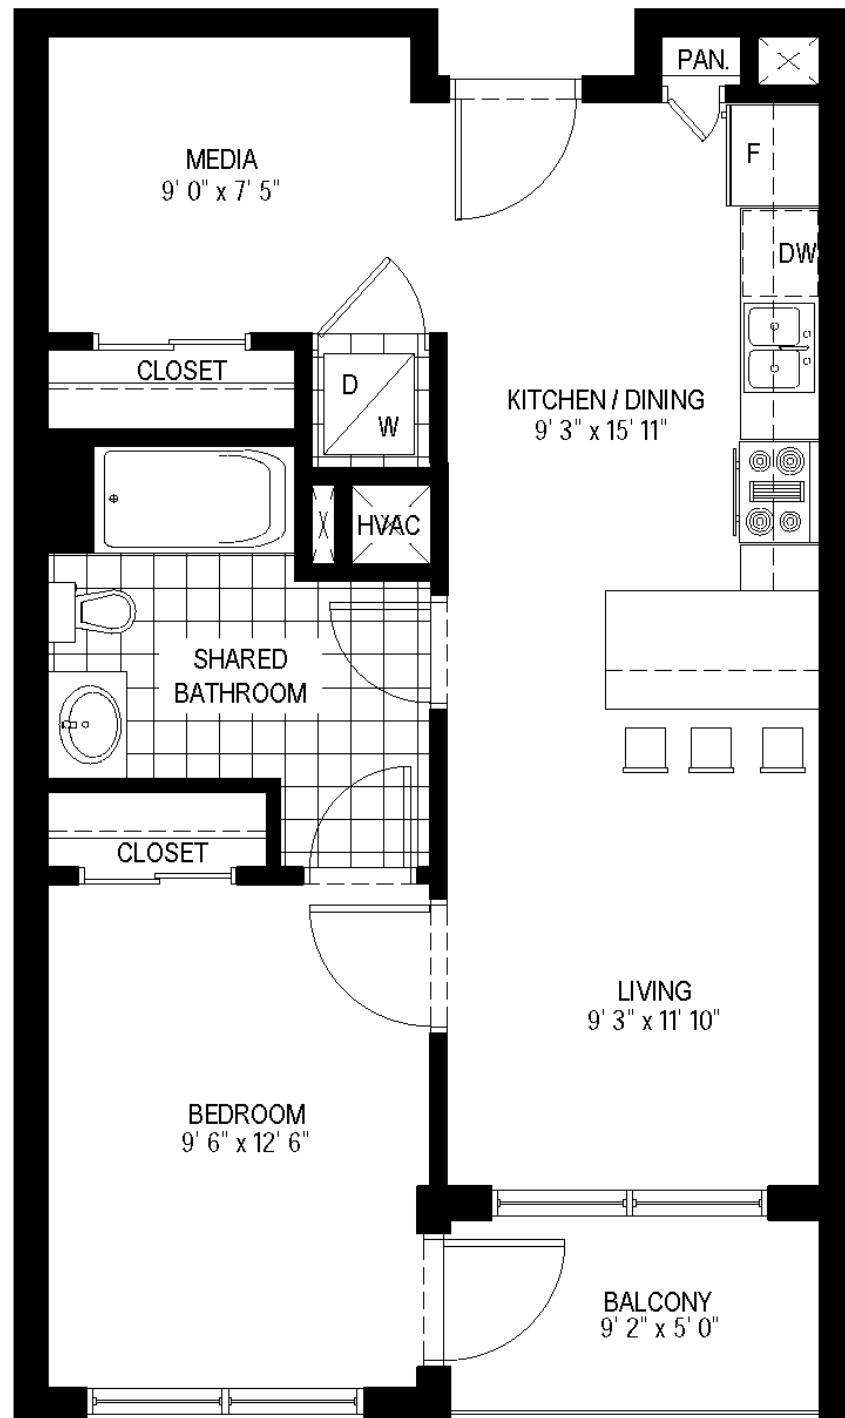 PAN.
MEDIA
9' 0" x 7' 5"
F
DW
CLOSET
D
W
KITCHEN / DINING
9' 3" x 15' 11"
HVAC
SHARED
BATHROOM
CLOSET
LIVING
9' 3" x 11' 10"
BEDROOM
9' 6" x 12' 6"
BALCONY
9' 2" x 5' 0"